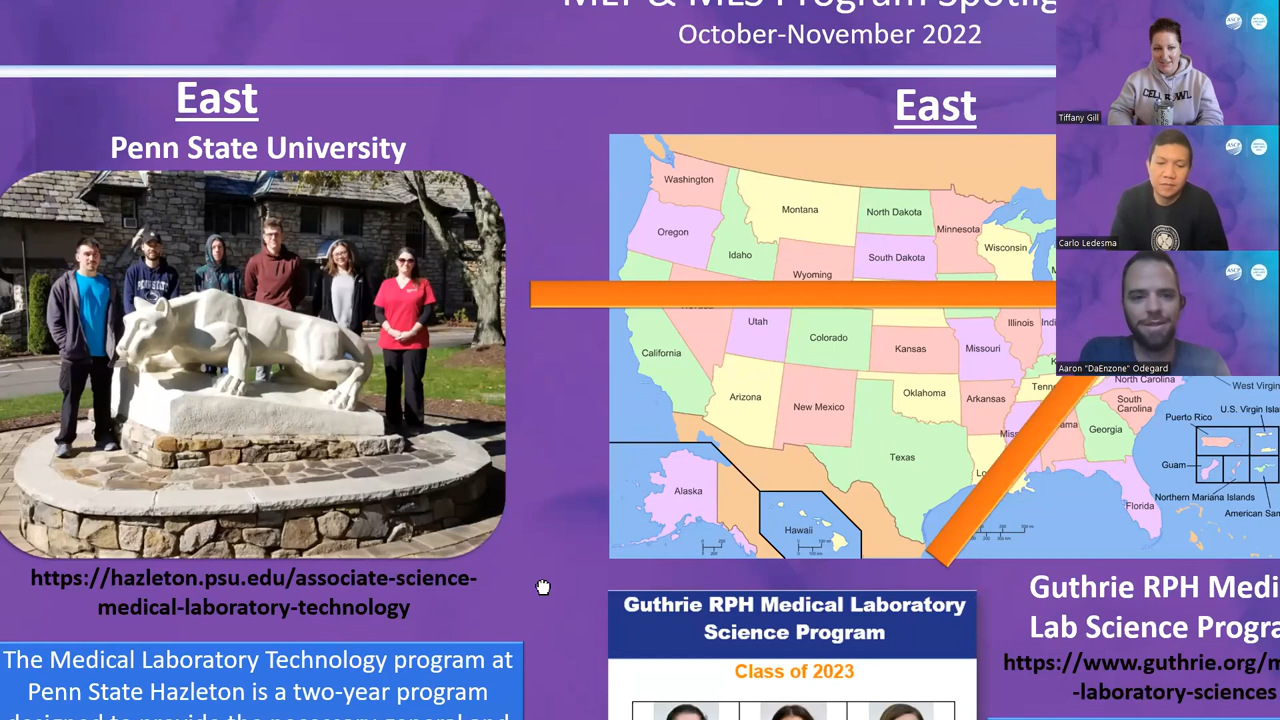 October-November 2022
East
Penn State University
https://hazleton.psu.edu/associate-science-
medical-laboratory-technology
The Medical Laboratory Technology program at
Penn State Hazleton is a two-year program
East
Washington
Montana
North Dakota
Minnesota
Oregon
Idaho
Wyoming
South Dakota
Wisconsin
Utah
Colorado
Kansas
Missouri
Illinois
California
Arizona
New Mexico
Oklahoma
Arkansas
Texas
Georgia
South
Carolina
North Carolina
West Virginia
Florida
Alaska
Hawaii
Puerto Rico
U.S. Virgin Isla
Guam
Northern Mariana Islands
American Sam
Guthrie RPH Medical Laboratory
Science Program
Class of 2023
Guthrie RPH Medi
Lab Science Progra
https://www.guthrie.org/m
-laboratory-sciences
Tiffany Gill
Carlo Ledesma
Aaron "DaEnzone" Odegard